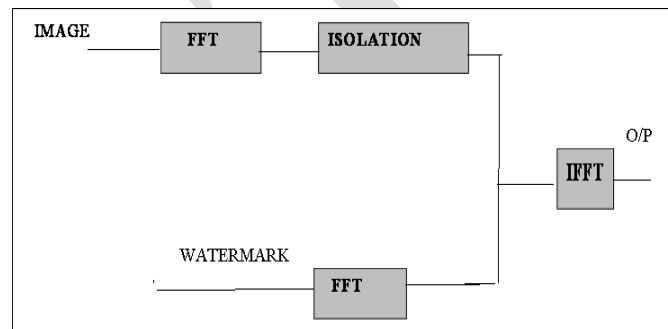 IMAGE
FFT
ISOLATION
O/P
IFFT
WATERMARK
FFT